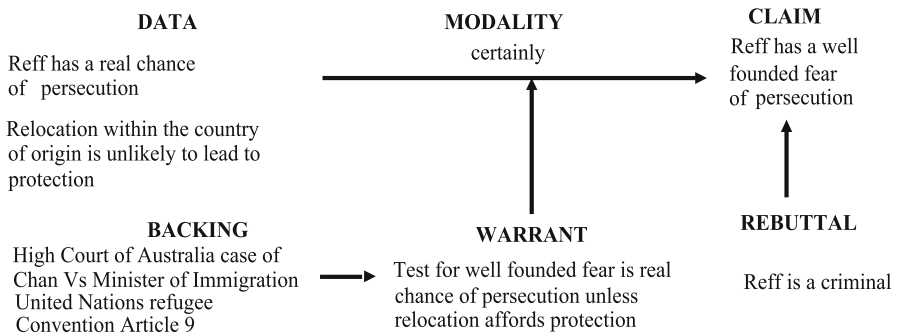 DATA
Reff has a real chance
of persecution
Relocation within the country
of origin is unlikely to lead to
protection
MODALITY
certainly
CLAIM
Reff has a well
founded fear
of persecution
BACKING
High Court of Australia case of
Chan Vs Minister of Immigration
United Nations refugee
Convention Article 9
WARRANT
Test for well founded fear is real
chance of persecution unless
relocation affords protection
REBUTTAL
Reff is a criminal